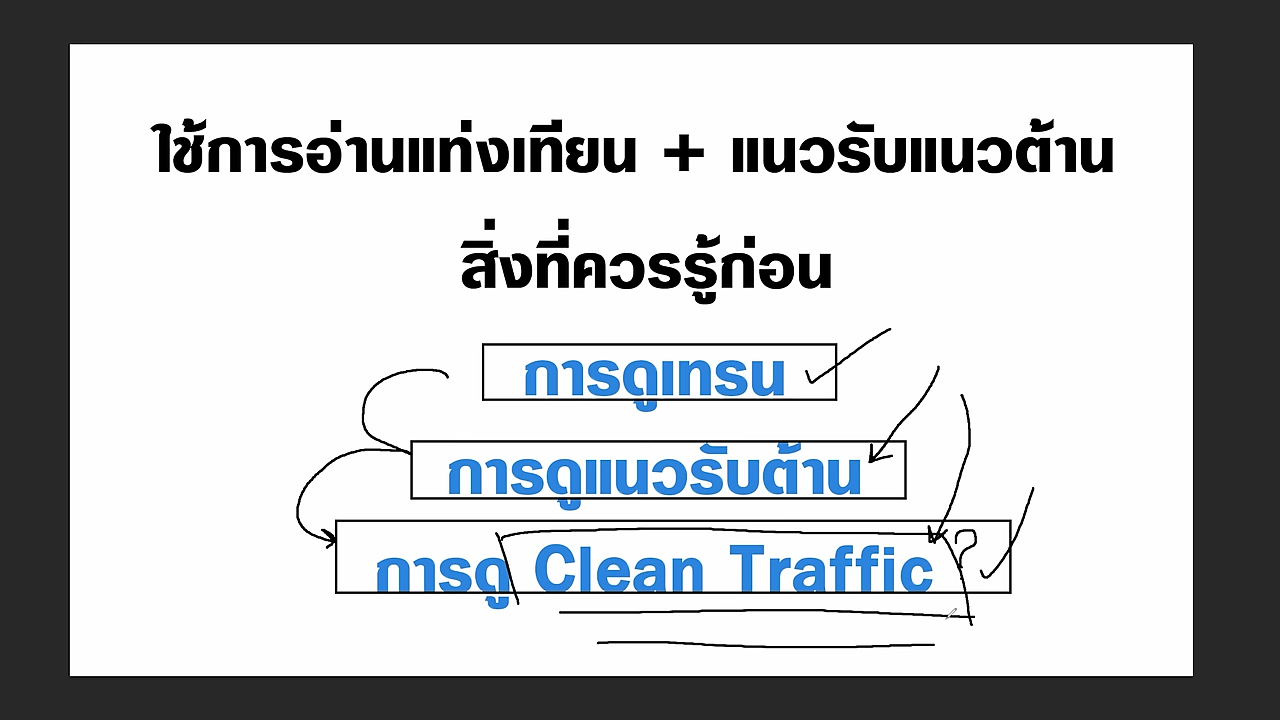 ใช้การอ่านแท่งเทียน + แนวรับแนวต้าน
สิ่งที่ควรรู้ก่อน
การดูเทรน
การดูแนวรับต้าน
การดู Clean Traffic ?